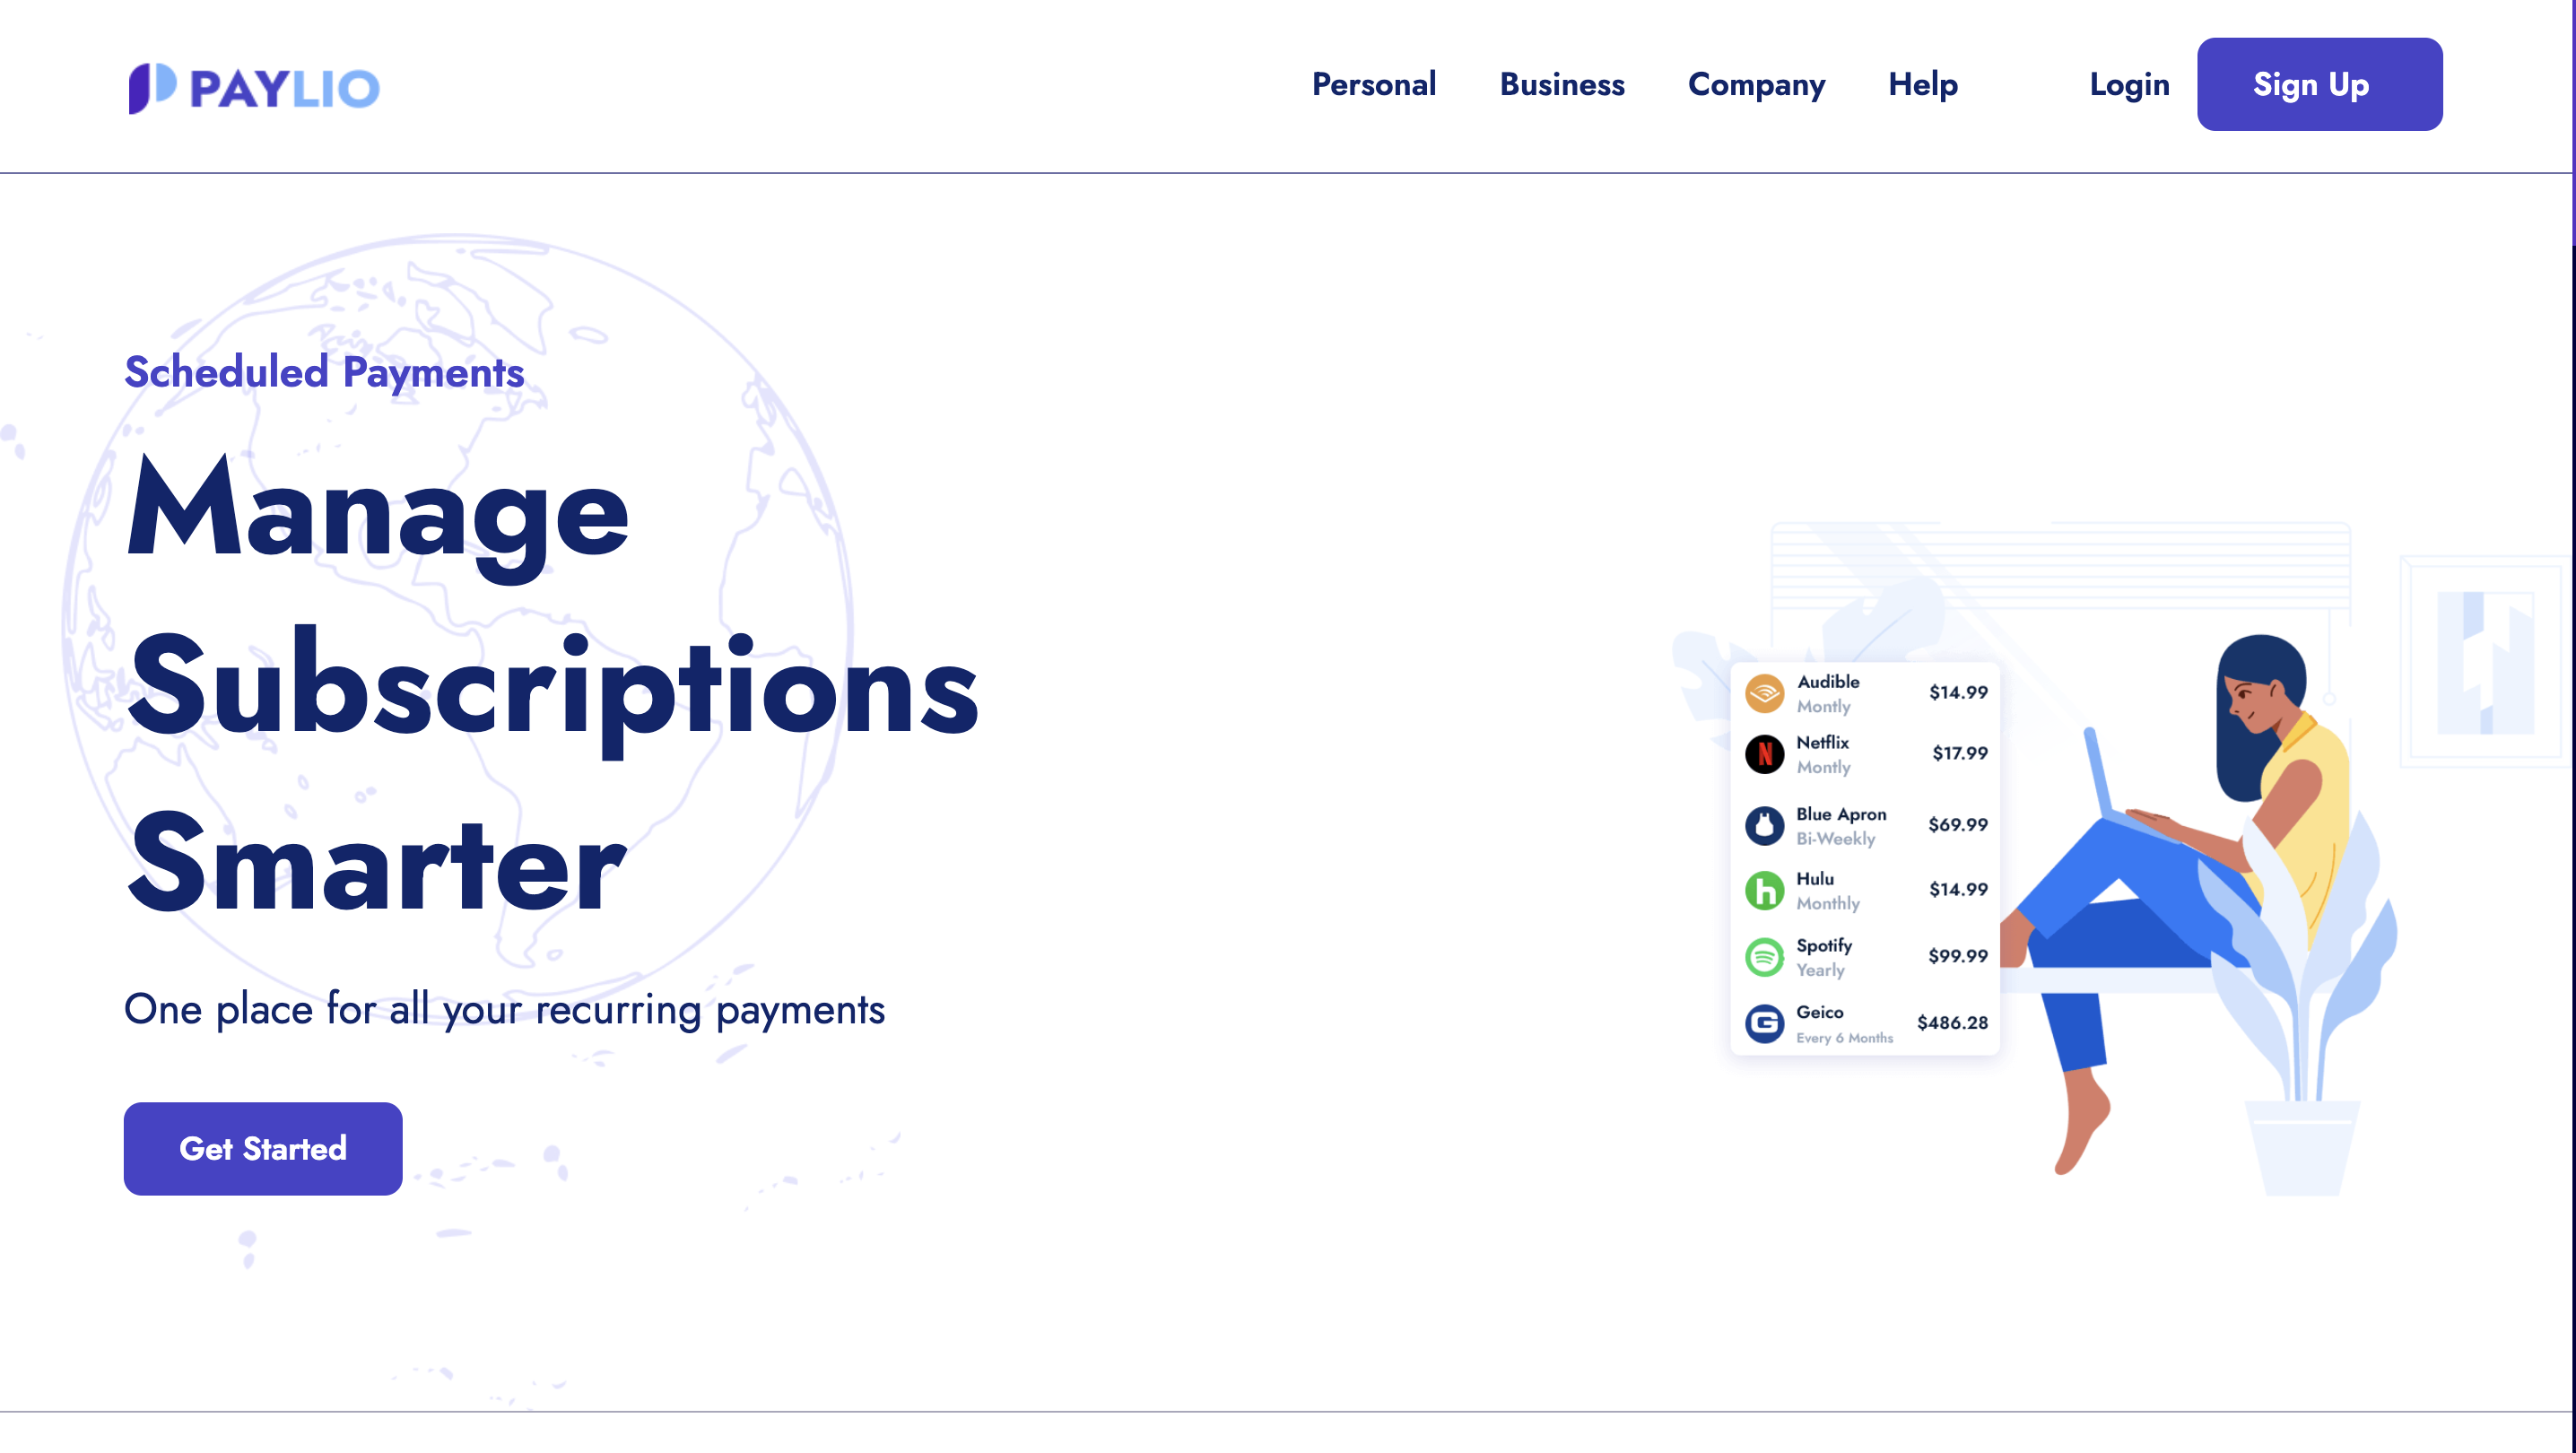 PAYLIO
Personal Business Company Help Login Sign Up
Scheduled Payments
Manage
Subscriptions
Smarter
One place for all your recurring payments
Get Started
Audible $14.99
Montly
Netflix $17.99
Montly
Blue Apron $69.99
Bi-Weekly
Hulu $14.99
Monthly
Spotify $99.99
Yearly
Geico $486.28
Every 6 Months